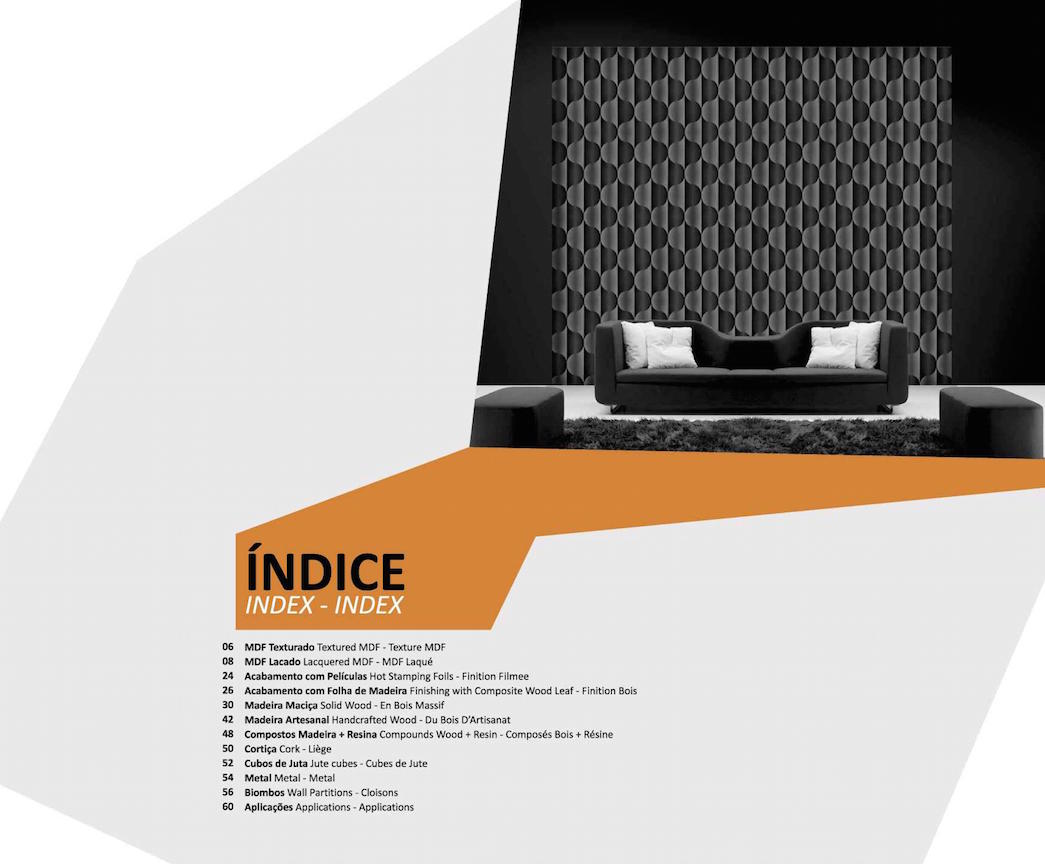 ÍNDICE
INDEX - INDEX
06 MDF Texturado Textured MDF - Texture MDF
08 MDF Lacado Lacquered MDF - MDF Laqué
24 Acabamento com Películas Hot Stamping Foils - Finition Filmee
26 Acabamento com Folha de Madeira Finishing with Composite Wood Leaf - Finition Bois
30 Madeira Maciça Solid Wood - En Bois Massif
42 Madeira Artesanal Handcrafted Wood - Du Bois D'Artisanat
48 Compostos Madeira + Resina Compounds Wood + Resin - Composés Bois + Résine
50 Cortiça Cork - Liège
52 Cubos de Juta Jute cubes - Cubes de Jute
54 Metal Metal - Metal
56 Biombos Wall Partitions - Cloisons
60 Aplicações Applications - Applications